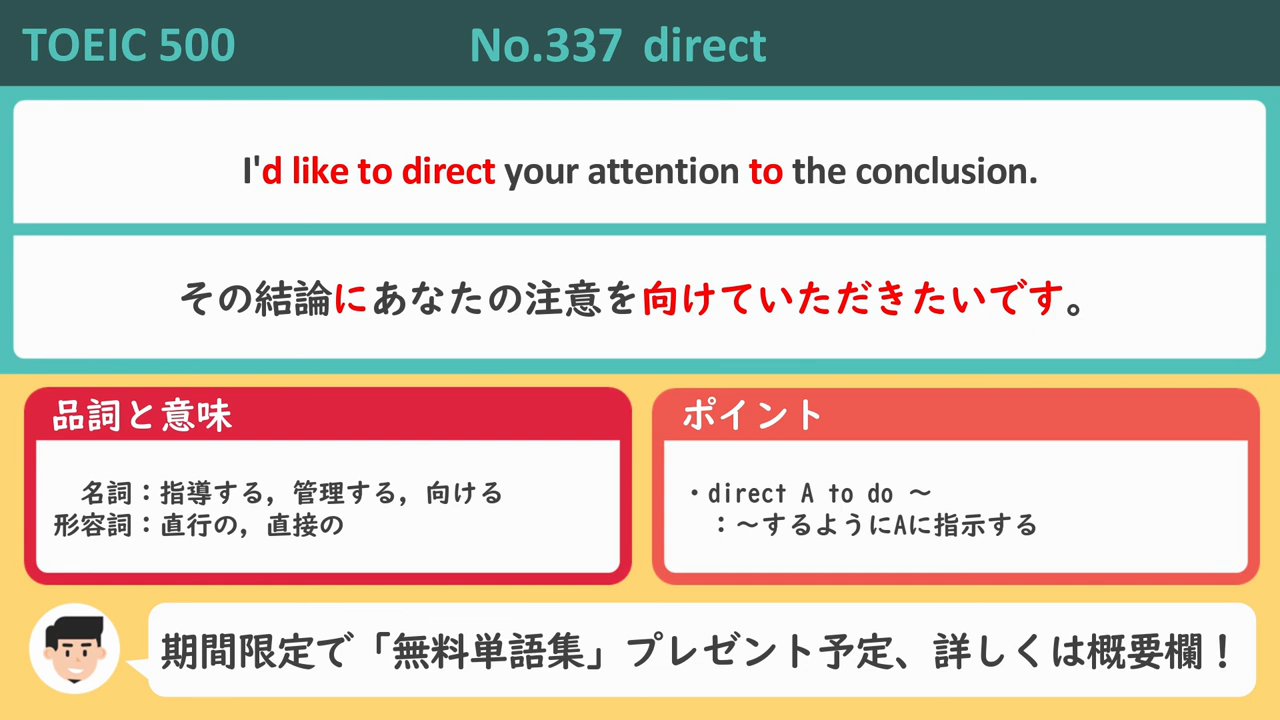 TOEIC 500
No.337 direct
I'd like to direct your attention to the conclusion.
その結論にあなたの注意を向けていただきたいです。
品詞と意味
名詞：指導する，管理する，向ける
形容詞：直行の，直接の
ポイント
・direct A to do ～
：～するようにAに指示する
期間限定で「無料単語集」プレゼント予定、詳しくは概要欄！